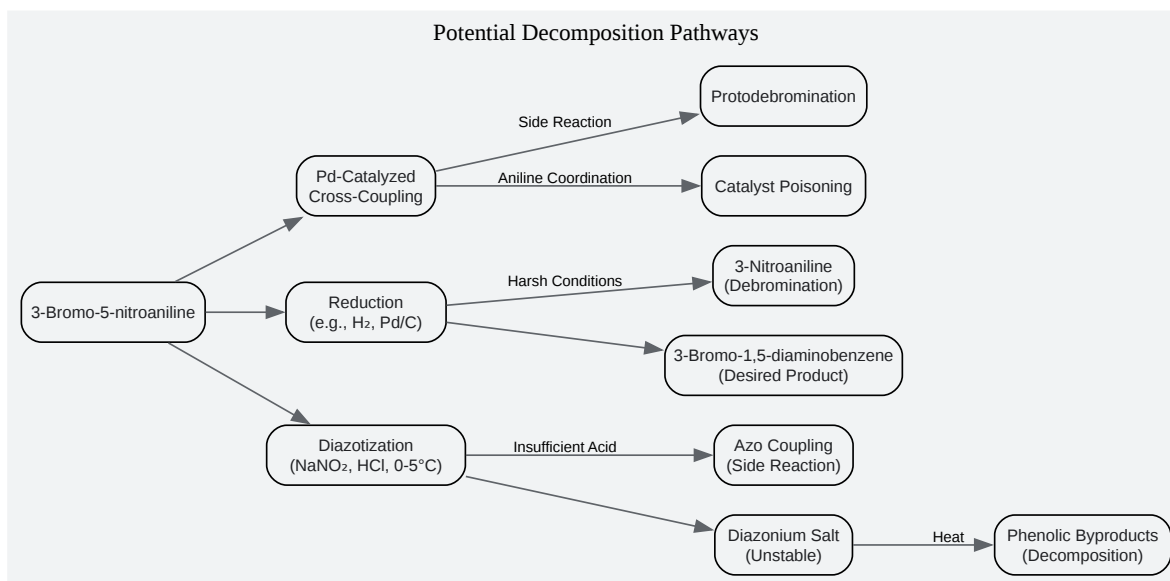 Potential Decomposition Pathways
Protodebromination
Side Reaction
Pd-Catalyzed
Cross-Coupling
Aniline Coordination
Catalyst Poisoning
3-Bromo-5-nitroaniline
Reduction
(e.g., H₂, Pd/C)
Harsh Conditions
3-Nitroaniline
(Debromination)
3-Bromo-1,5-diaminobenzene
(Desired Product)
Diazotization
(NaNO₂, HCl, 0-5°C)
Insufficient Acid
Azo Coupling
(Side Reaction)
Diazonium Salt
(Unstable)
Heat
Phenolic Byproducts
(Decomposition)